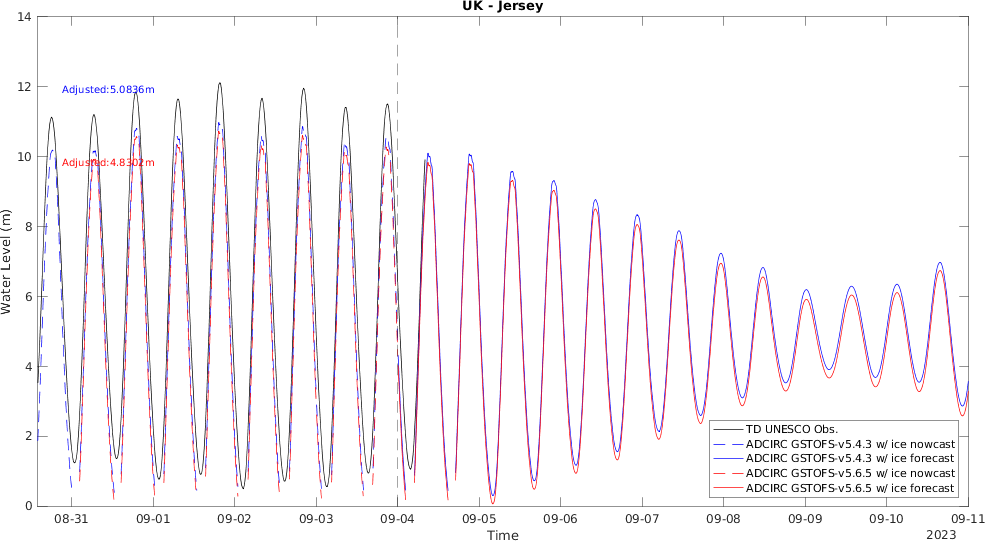 UK - Jersey
14
12
10
8
6
4
2
0
Water Level (m)
Adjusted:5.0836m
Adjusted:4.8302m
08-31
09-01
09-02
09-03
09-04
09-05
09-06
09-07
09-08
09-09
09-10
09-11
Time
2023
TD UNESCO Obs.
ADCIRC GSTOFS-v5.4.3 w/ ice nowcast
ADCIRC GSTOFS-v5.4.3 w/ ice forecast
ADCIRC GSTOFS-v5.6.5 w/ ice nowcast
ADCIRC GSTOFS-v5.6.5 w/ ice forecast